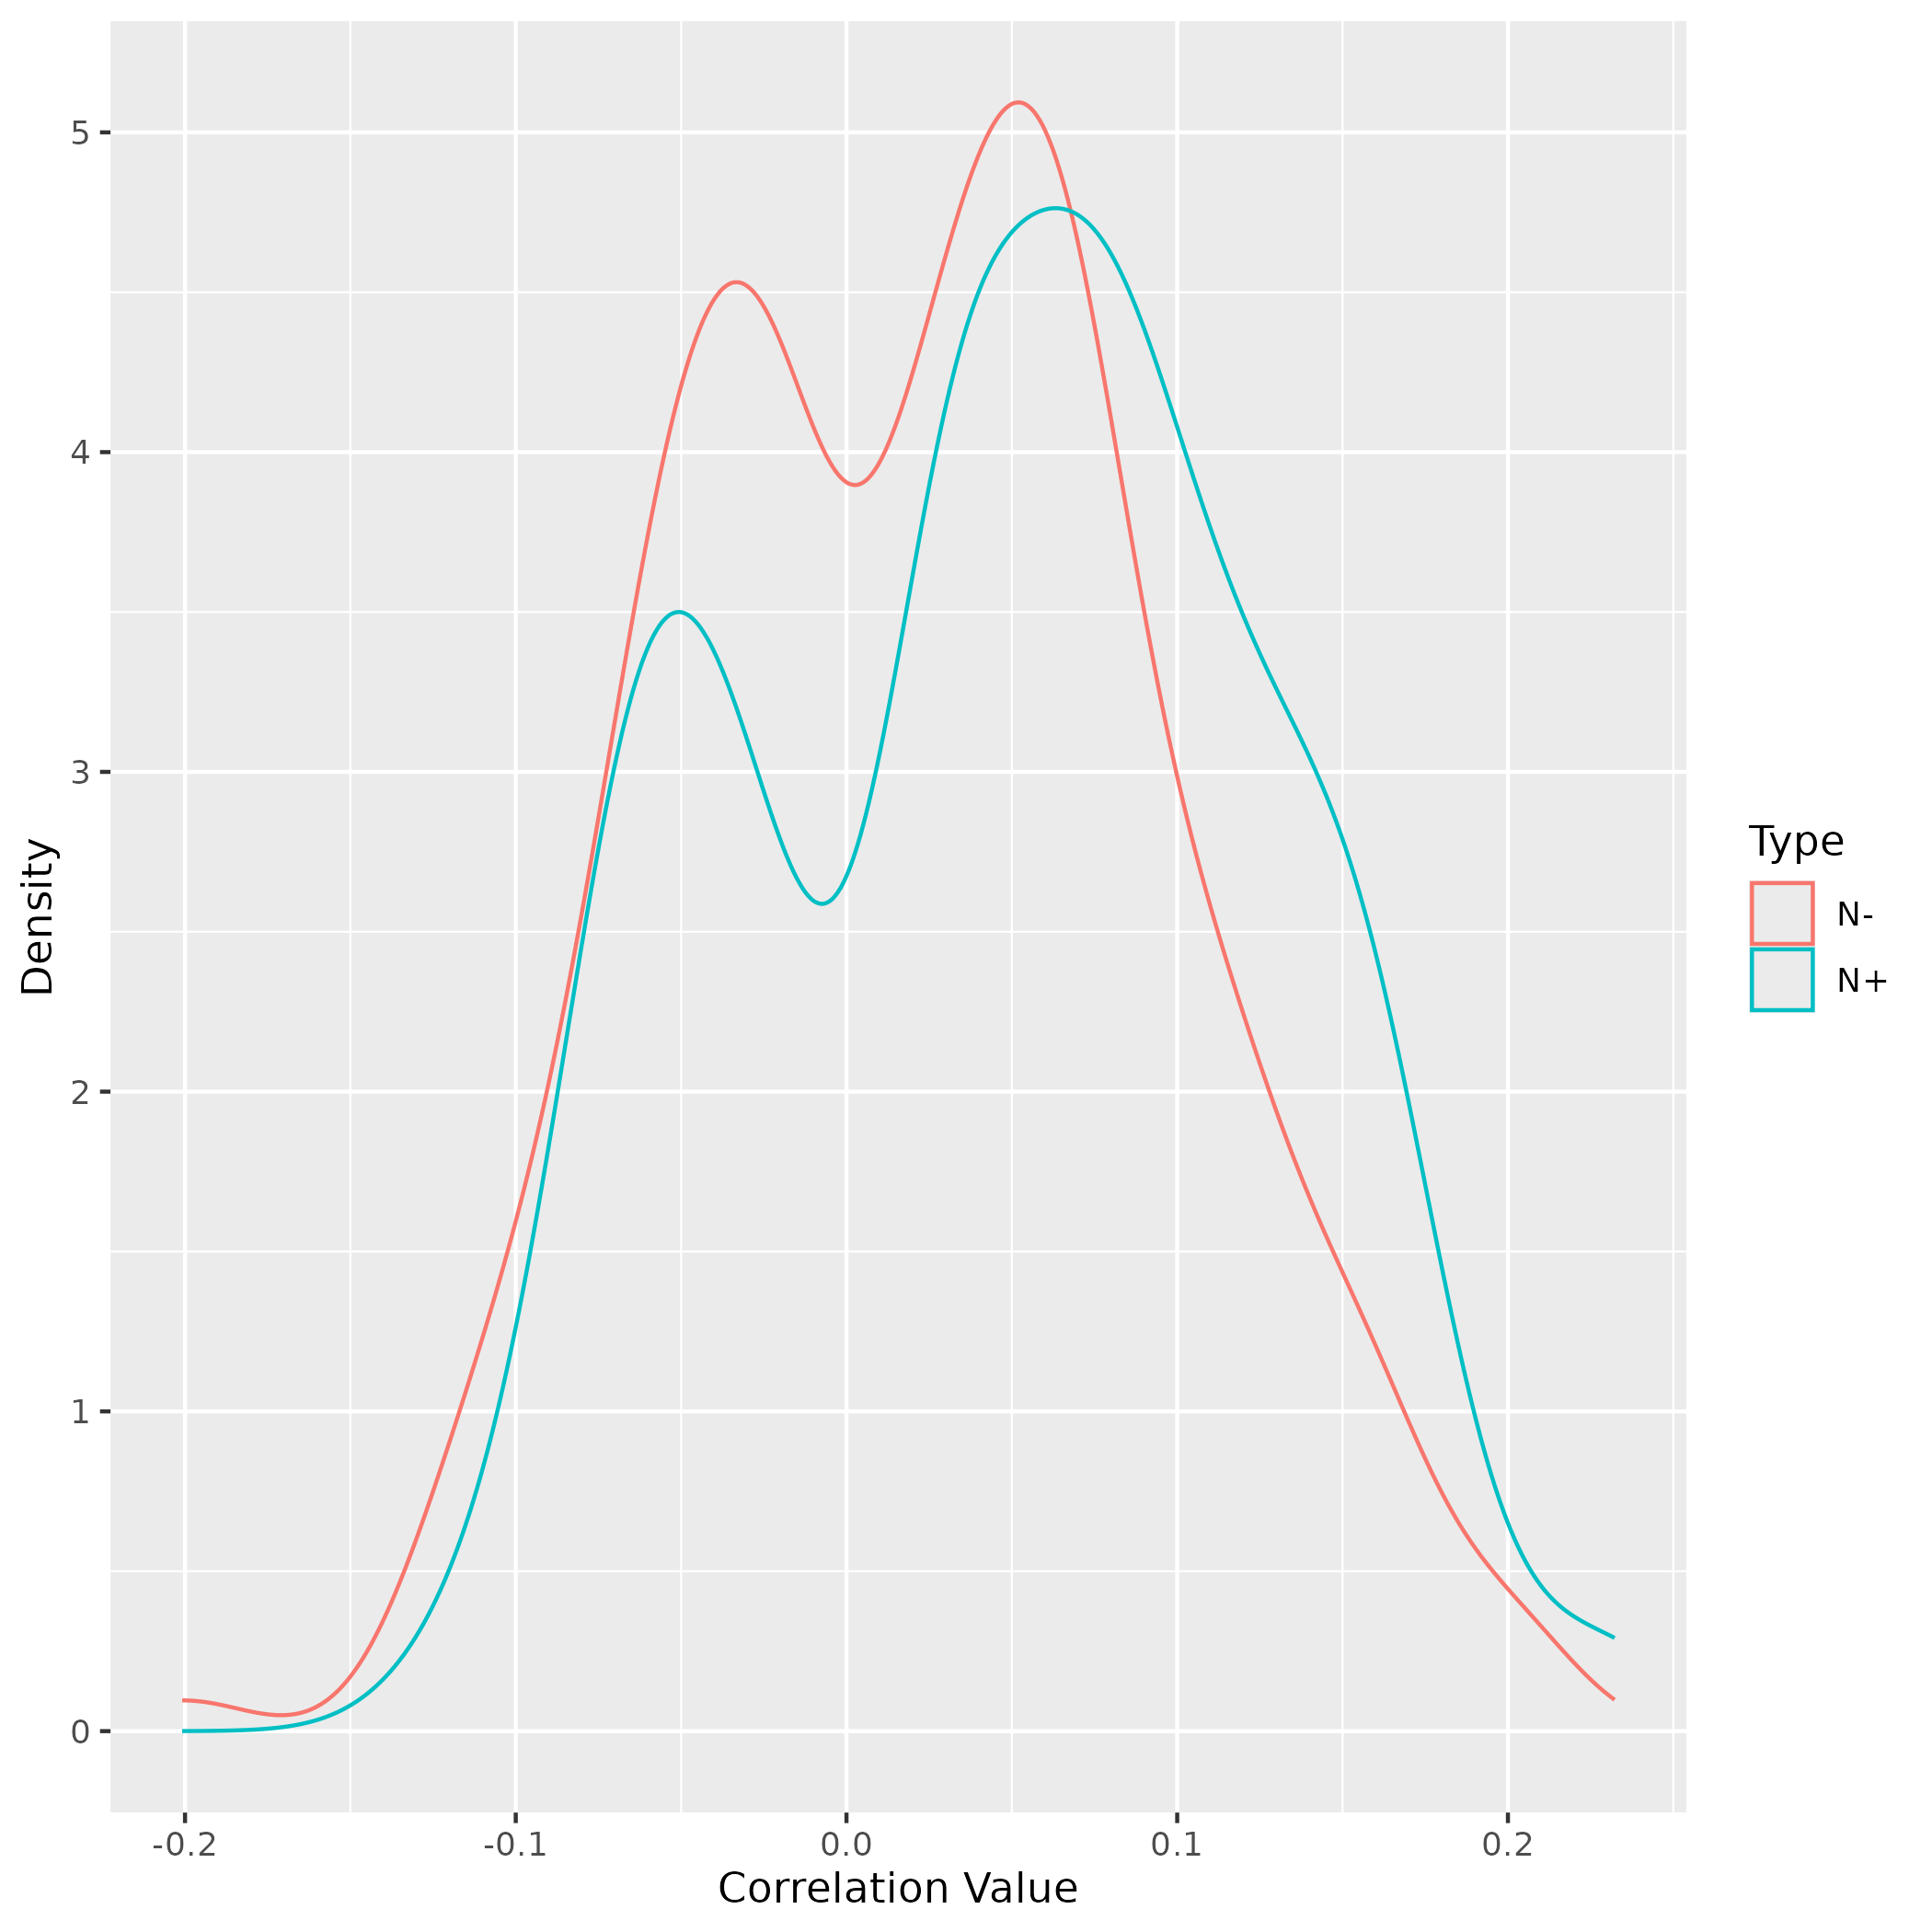 5
4
3
2
1
0
Density
-0.2 -0.1 0.0 0.1 0.2
Correlation Value
Type
N-
N+